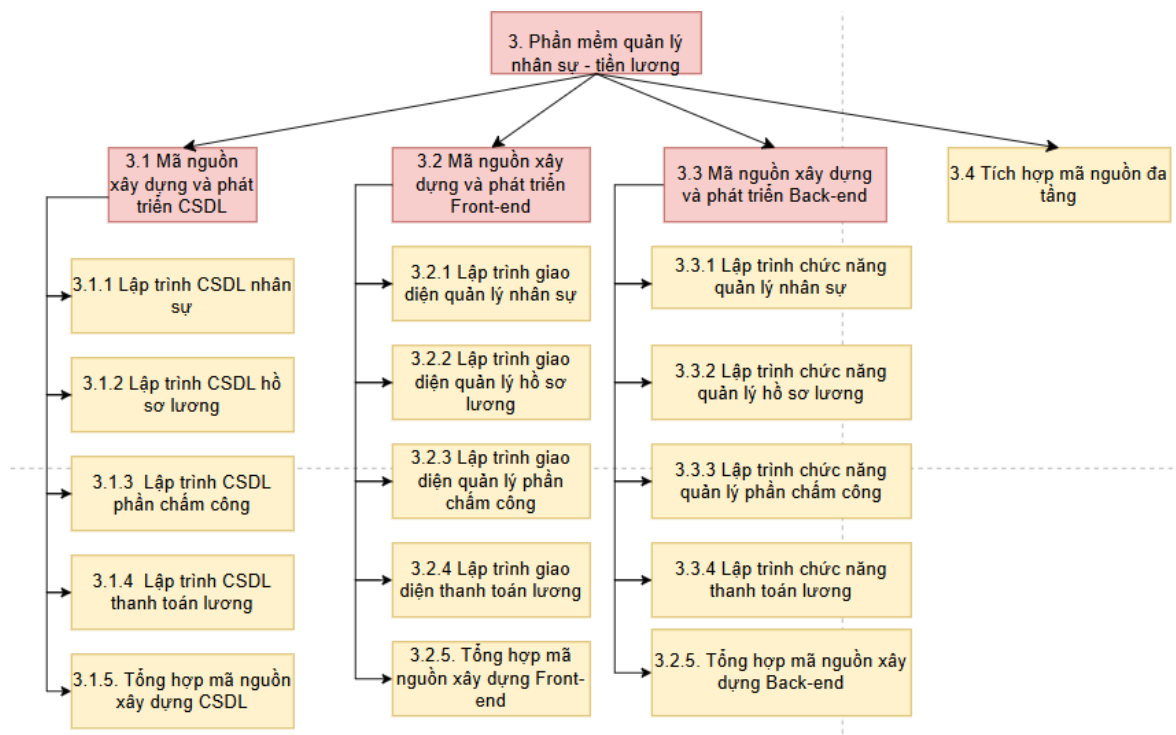 3. Phần mềm quản lý
nhân sự - tiền lương
3.1 Mã nguồn
xây dựng và phát
triển CSDL
3.1.1 Lập trình CSDL nhân
sự
3.1.2 Lập trình CSDL hồ
sơ lương
3.1.3 Lập trình CSDL
phần chấm công
3.1.4 Lập trình CSDL
thanh toán lương
3.1.5. Tổng hợp mã nguồn
xây dựng CSDL
3.2 Mã nguồn xây
dựng và phát triển
Front-end
3.2.1 Lập trình giao
diện quản lý nhân sự
3.2.2 Lập trình giao
diện quản lý hồ sơ
lương
3.2.3 Lập trình giao
diện quản lý phần
chấm công
3.2.4 Lập trình giao
diện thanh toán lương
3.2.5. Tổng hợp mã
nguồn xây dựng Front-
end
3.3 Mã nguồn xây dựng
và phát triển Back-end
3.3.1 Lập trình chức năng
quản lý nhân sự
3.3.2 Lập trình chức năng
quản lý hồ sơ lương
3.3.3 Lập trình chức năng
quản lý phần chấm công
3.3.4 Lập trình chức năng
thanh toán lương
3.2.5. Tổng hợp mã nguồn xây
dựng Back-end
3.4 Tích hợp mã nguồn đa
tầng